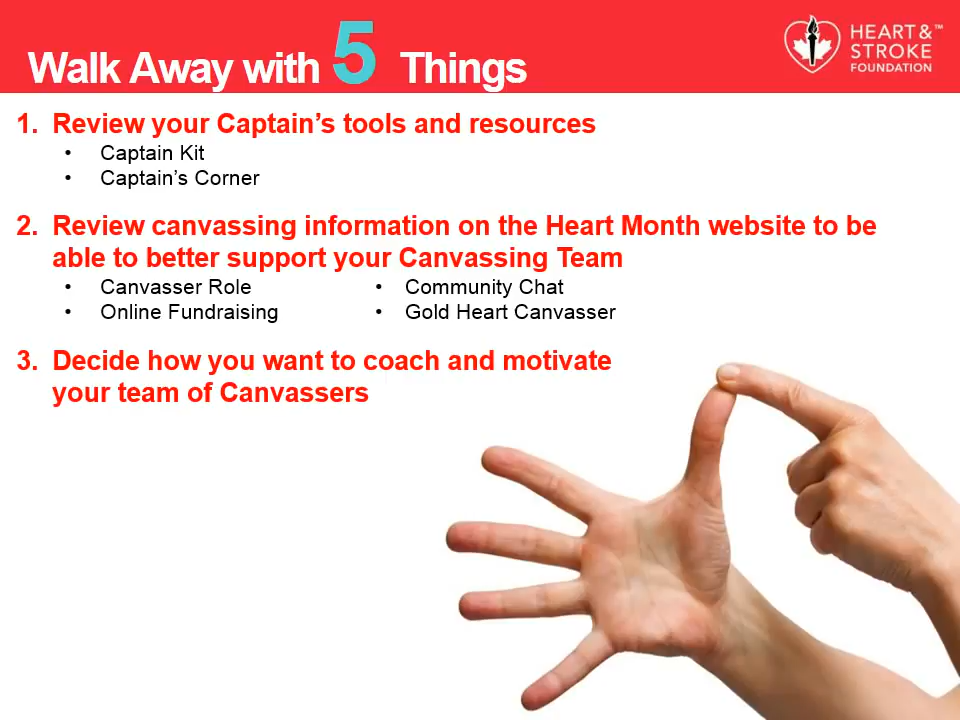 Walk Away with 5 Things
HEART &™
STROKE
FOUNDATION
1. Review your Captain's tools and resources
• Captain Kit
• Captain's Corner
2. Review canvassing information on the Heart Month website to be
able to better support your Canvassing Team
• Canvasser Role
• Online Fundraising
• Community Chat
• Gold Heart Canvasser
3. Decide how you want to coach and motivate
your team of Canvassers